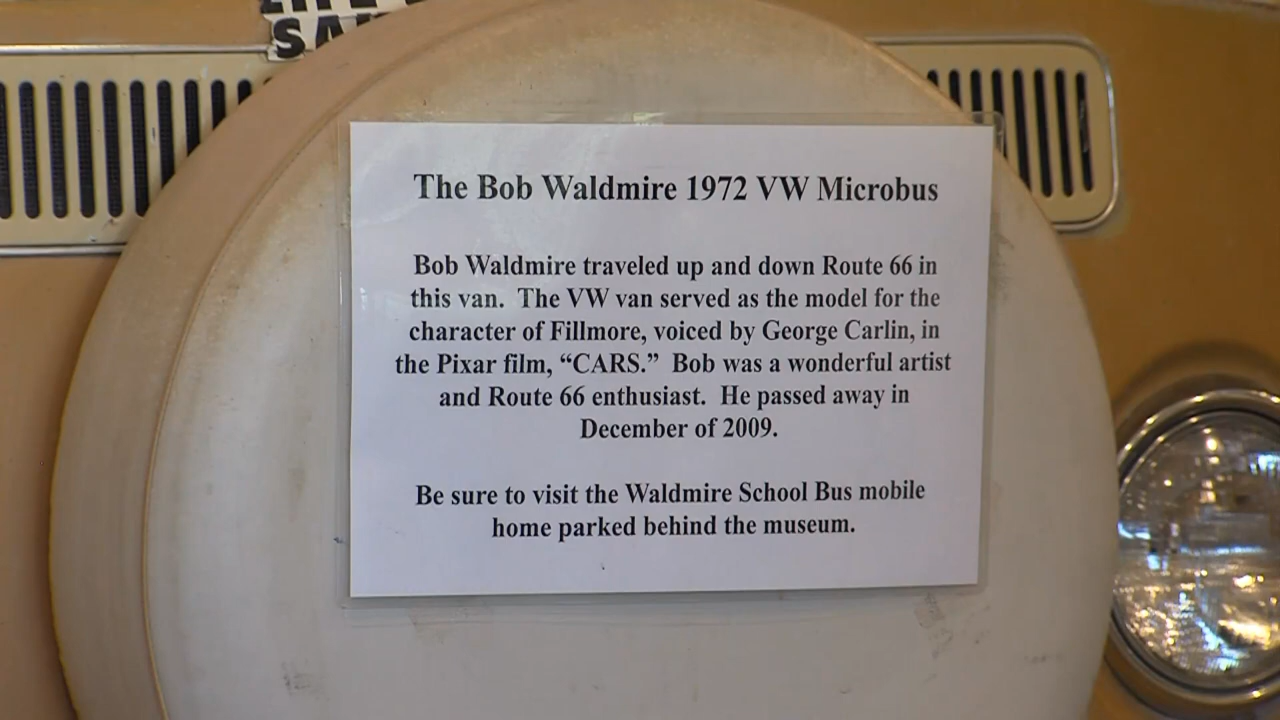 The Bob Waldmire 1972 VW Microbus
Bob Waldmire traveled up and down Route 66 in
this van.  The VW van served as the model for the
character of Fillmore, voiced by George Carlin, in
the Pixar film, “CARS.”  Bob was a wonderful artist
and Route 66 enthusiast.  He passed away in
December of 2009.
Be sure to visit the Waldmire School Bus mobile
home parked behind the museum.